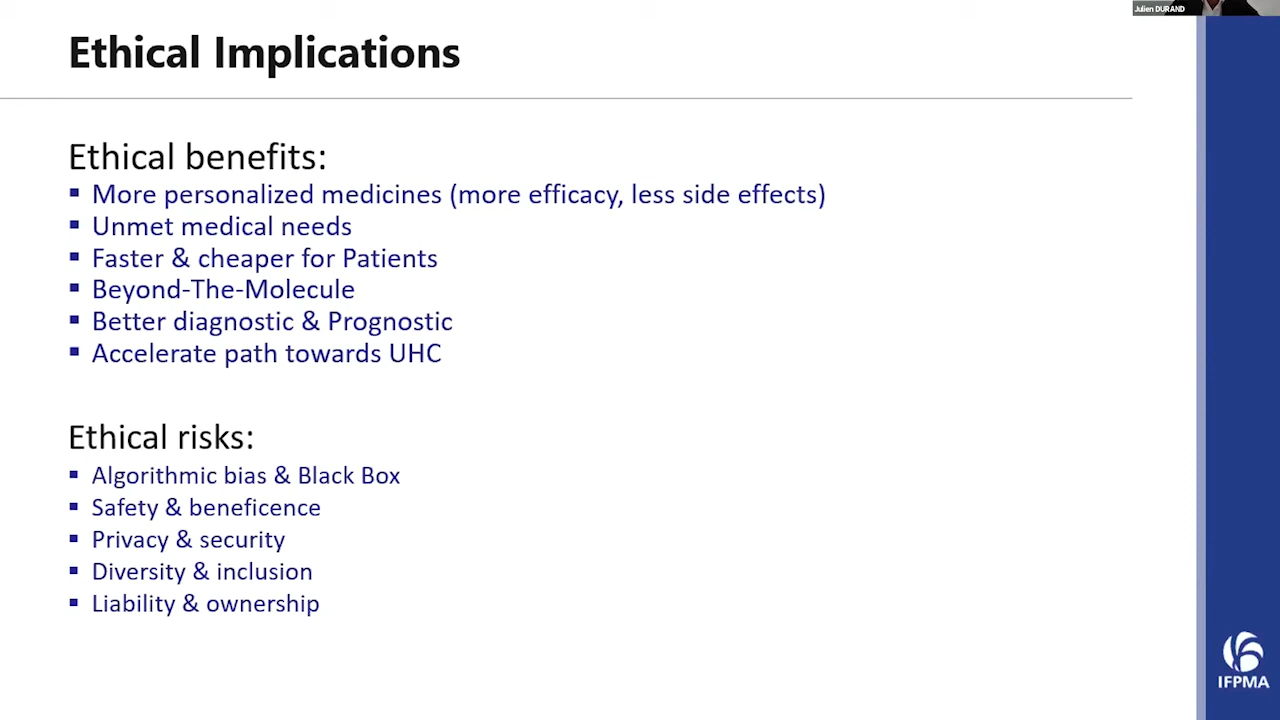 Julien DURAND
Ethical Implications
Ethical benefits:
More personalized medicines (more efficacy, less side effects)
Unmet medical needs
Faster & cheaper for Patients
Beyond-The-Molecule
Better diagnostic & Prognostic
Accelerate path towards UHC
Ethical risks:
Algorithmic bias & Black Box
Safety & beneficence
Privacy & security
Diversity & inclusion
Liability & ownership
IFPMA